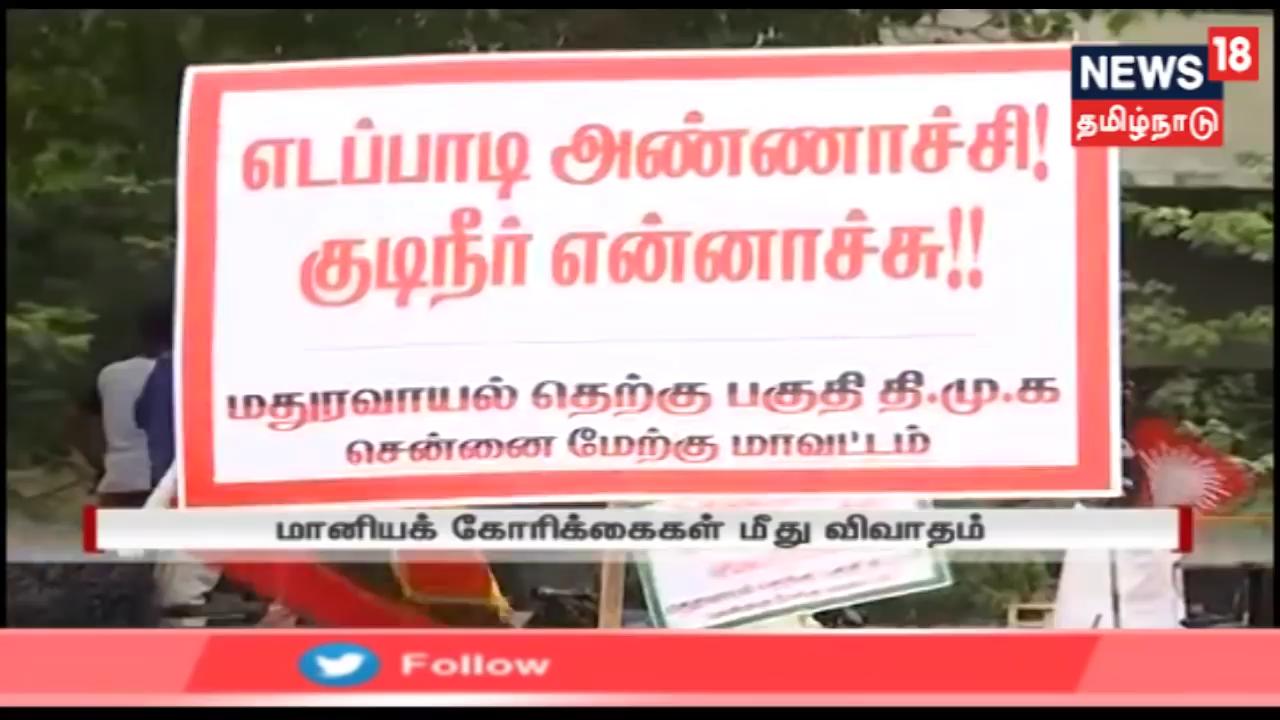 எடப்பாடி அண்ணாச்சி!
குடிநீர் என்னாச்சு!!
மதுரவாயல் தெற்கு பகுதி தி.மு.க
சென்னை மேற்கு மாவட்டம்
NEWS 18
தமிழ்நாடு
மானியக் கோரிக்கைகள் மீது விவாதம்
Follow